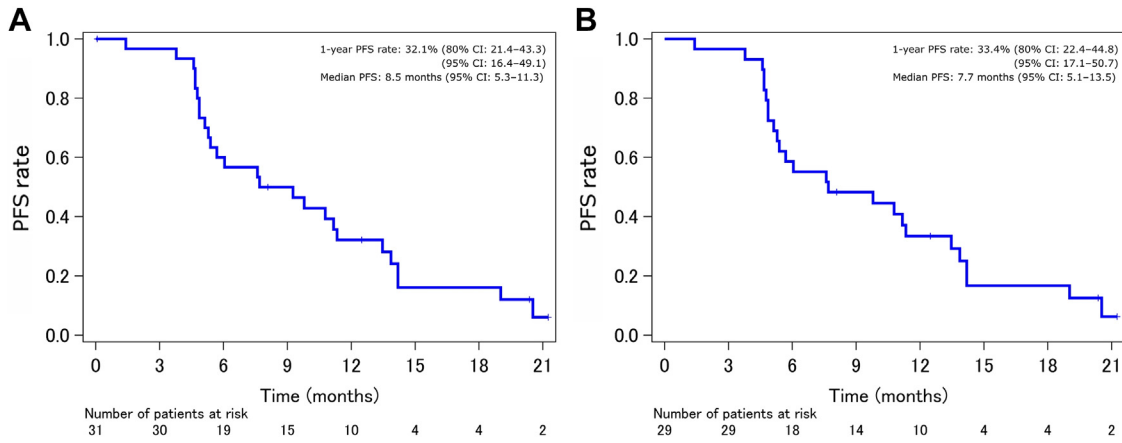 A
1-year PFS rate: 32.1% (80% CI: 21.4–43.3)
(95% CI: 16.4–49.1)
Median PFS: 8.5 months (95% CI: 5.3–11.3)
PFS rate
1.0
0.8
0.6
0.4
0.2
0.0
0 3 6 9 12 15 18 21
Time (months)
Number of patients at risk
31 30 19 15 10 4 4 2
B
1-year PFS rate: 33.4% (80% CI: 22.4–44.8)
(95% CI: 17.1–50.7)
Median PFS: 7.7 months (95% CI: 5.1–13.5)
PFS rate
1.0
0.8
0.6
0.4
0.2
0.0
0 3 6 9 12 15 18 21
Time (months)
Number of patients at risk
29 29 18 14 10 4 4 2